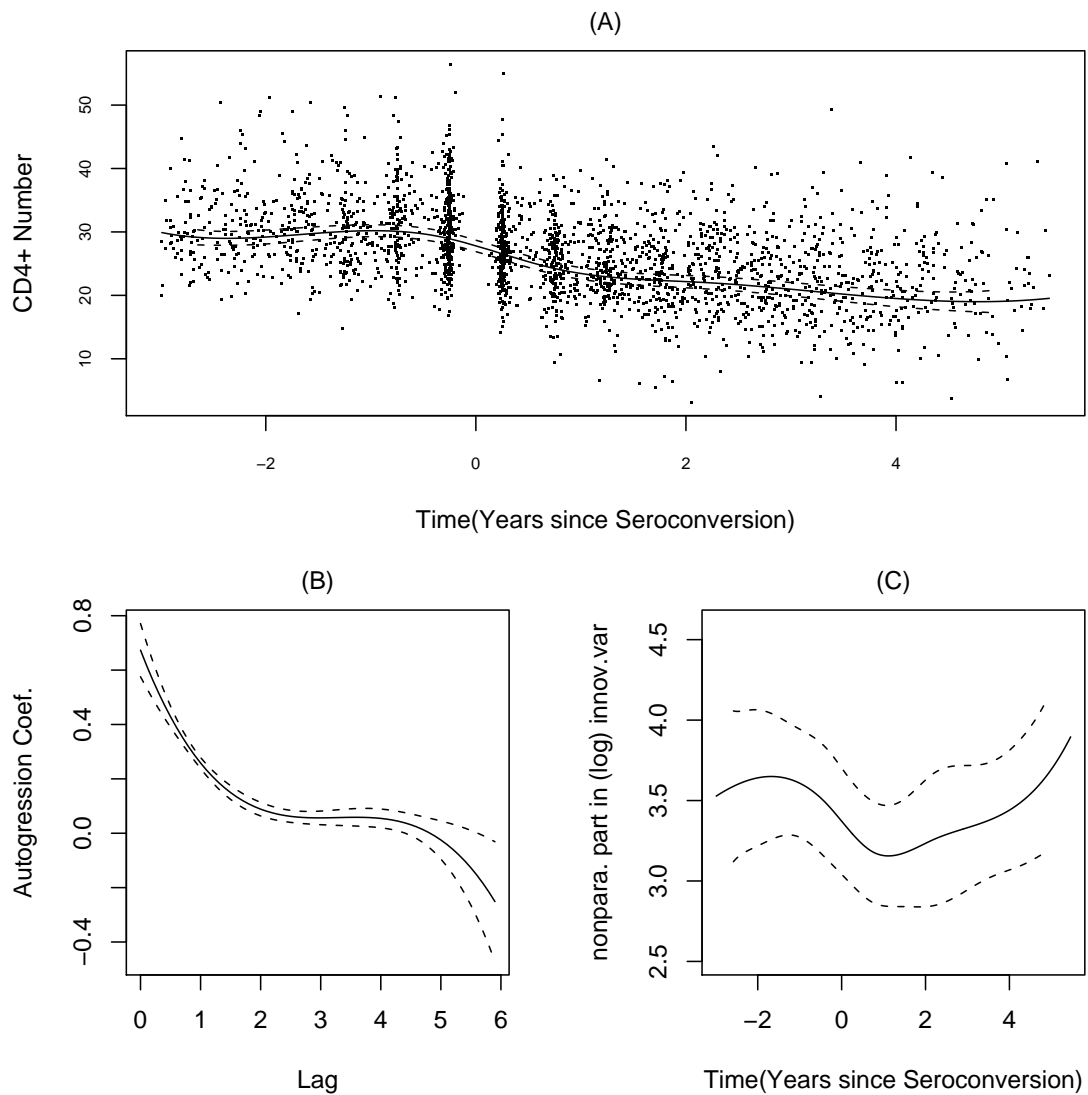 (A)
CD4+ Number
50
40
30
20
10
−2 0 2 4
Time(Years since Seroconversion)
(B)
Autogression Coef.
0.8
0.4
0.0
−0.4
0 1 2 3 4 5 6
Lag
(C)
nonpara. part in (log) innov.var
4.5
4.0
3.5
3.0
2.5
−2 0 2 4
Time(Years since Seroconversion)